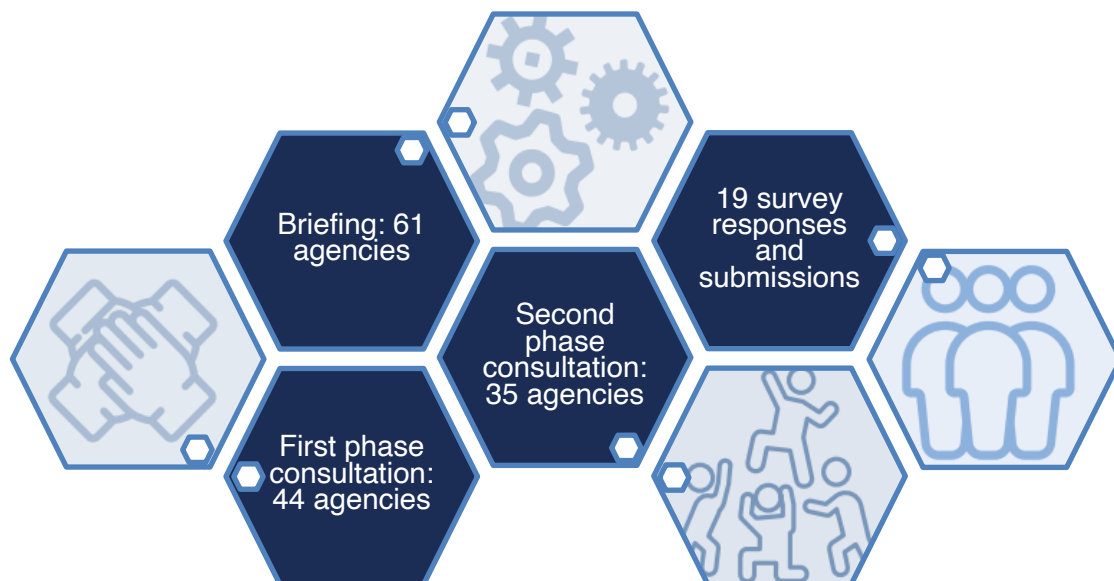 Briefing: 61
agencies
First phase
consultation:
44 agencies
Second
phase
consultation:
35 agencies
19 survey
responses
and
submissions